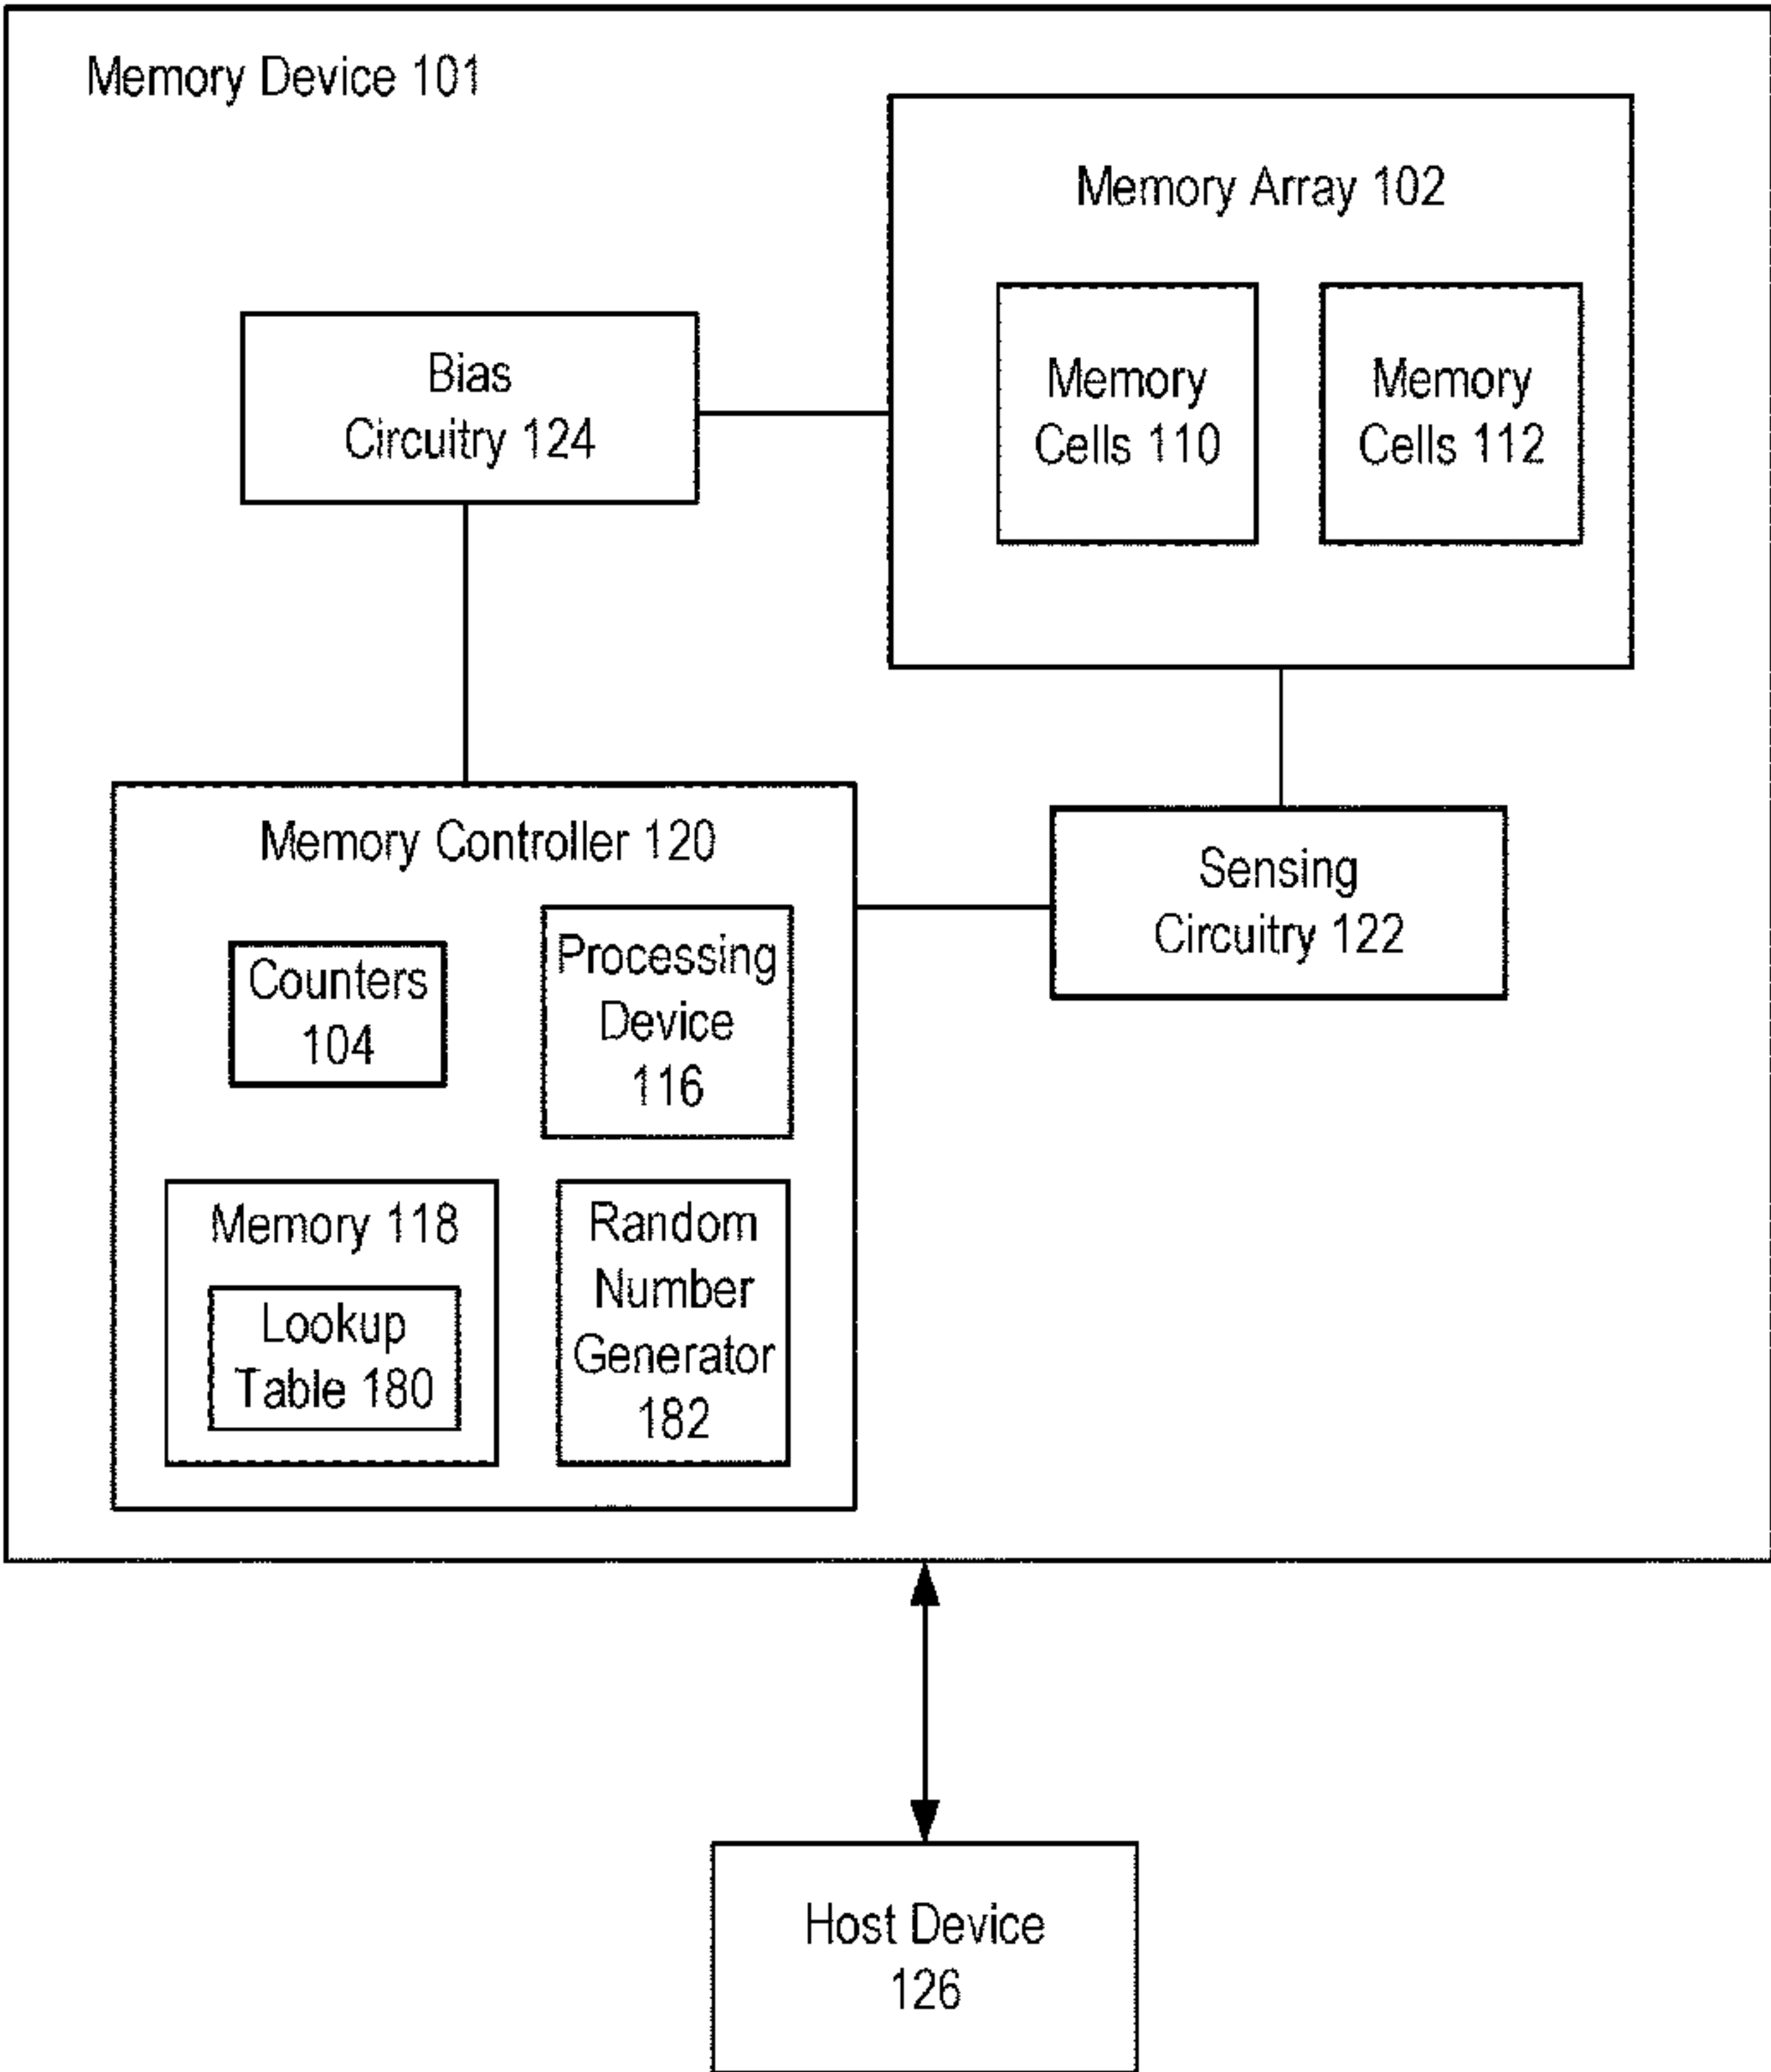 Memory Device 101
Memory Array 102
Memory
Cells 110
Memory
Cells 112
Bias
Circuitry 124
Memory Controller 120
Counters
104
Processing
Device
116
Memory 118
Lookup
Table 180
Random
Number
Generator
182
Sensing
Circuitry 122
Host Device
126